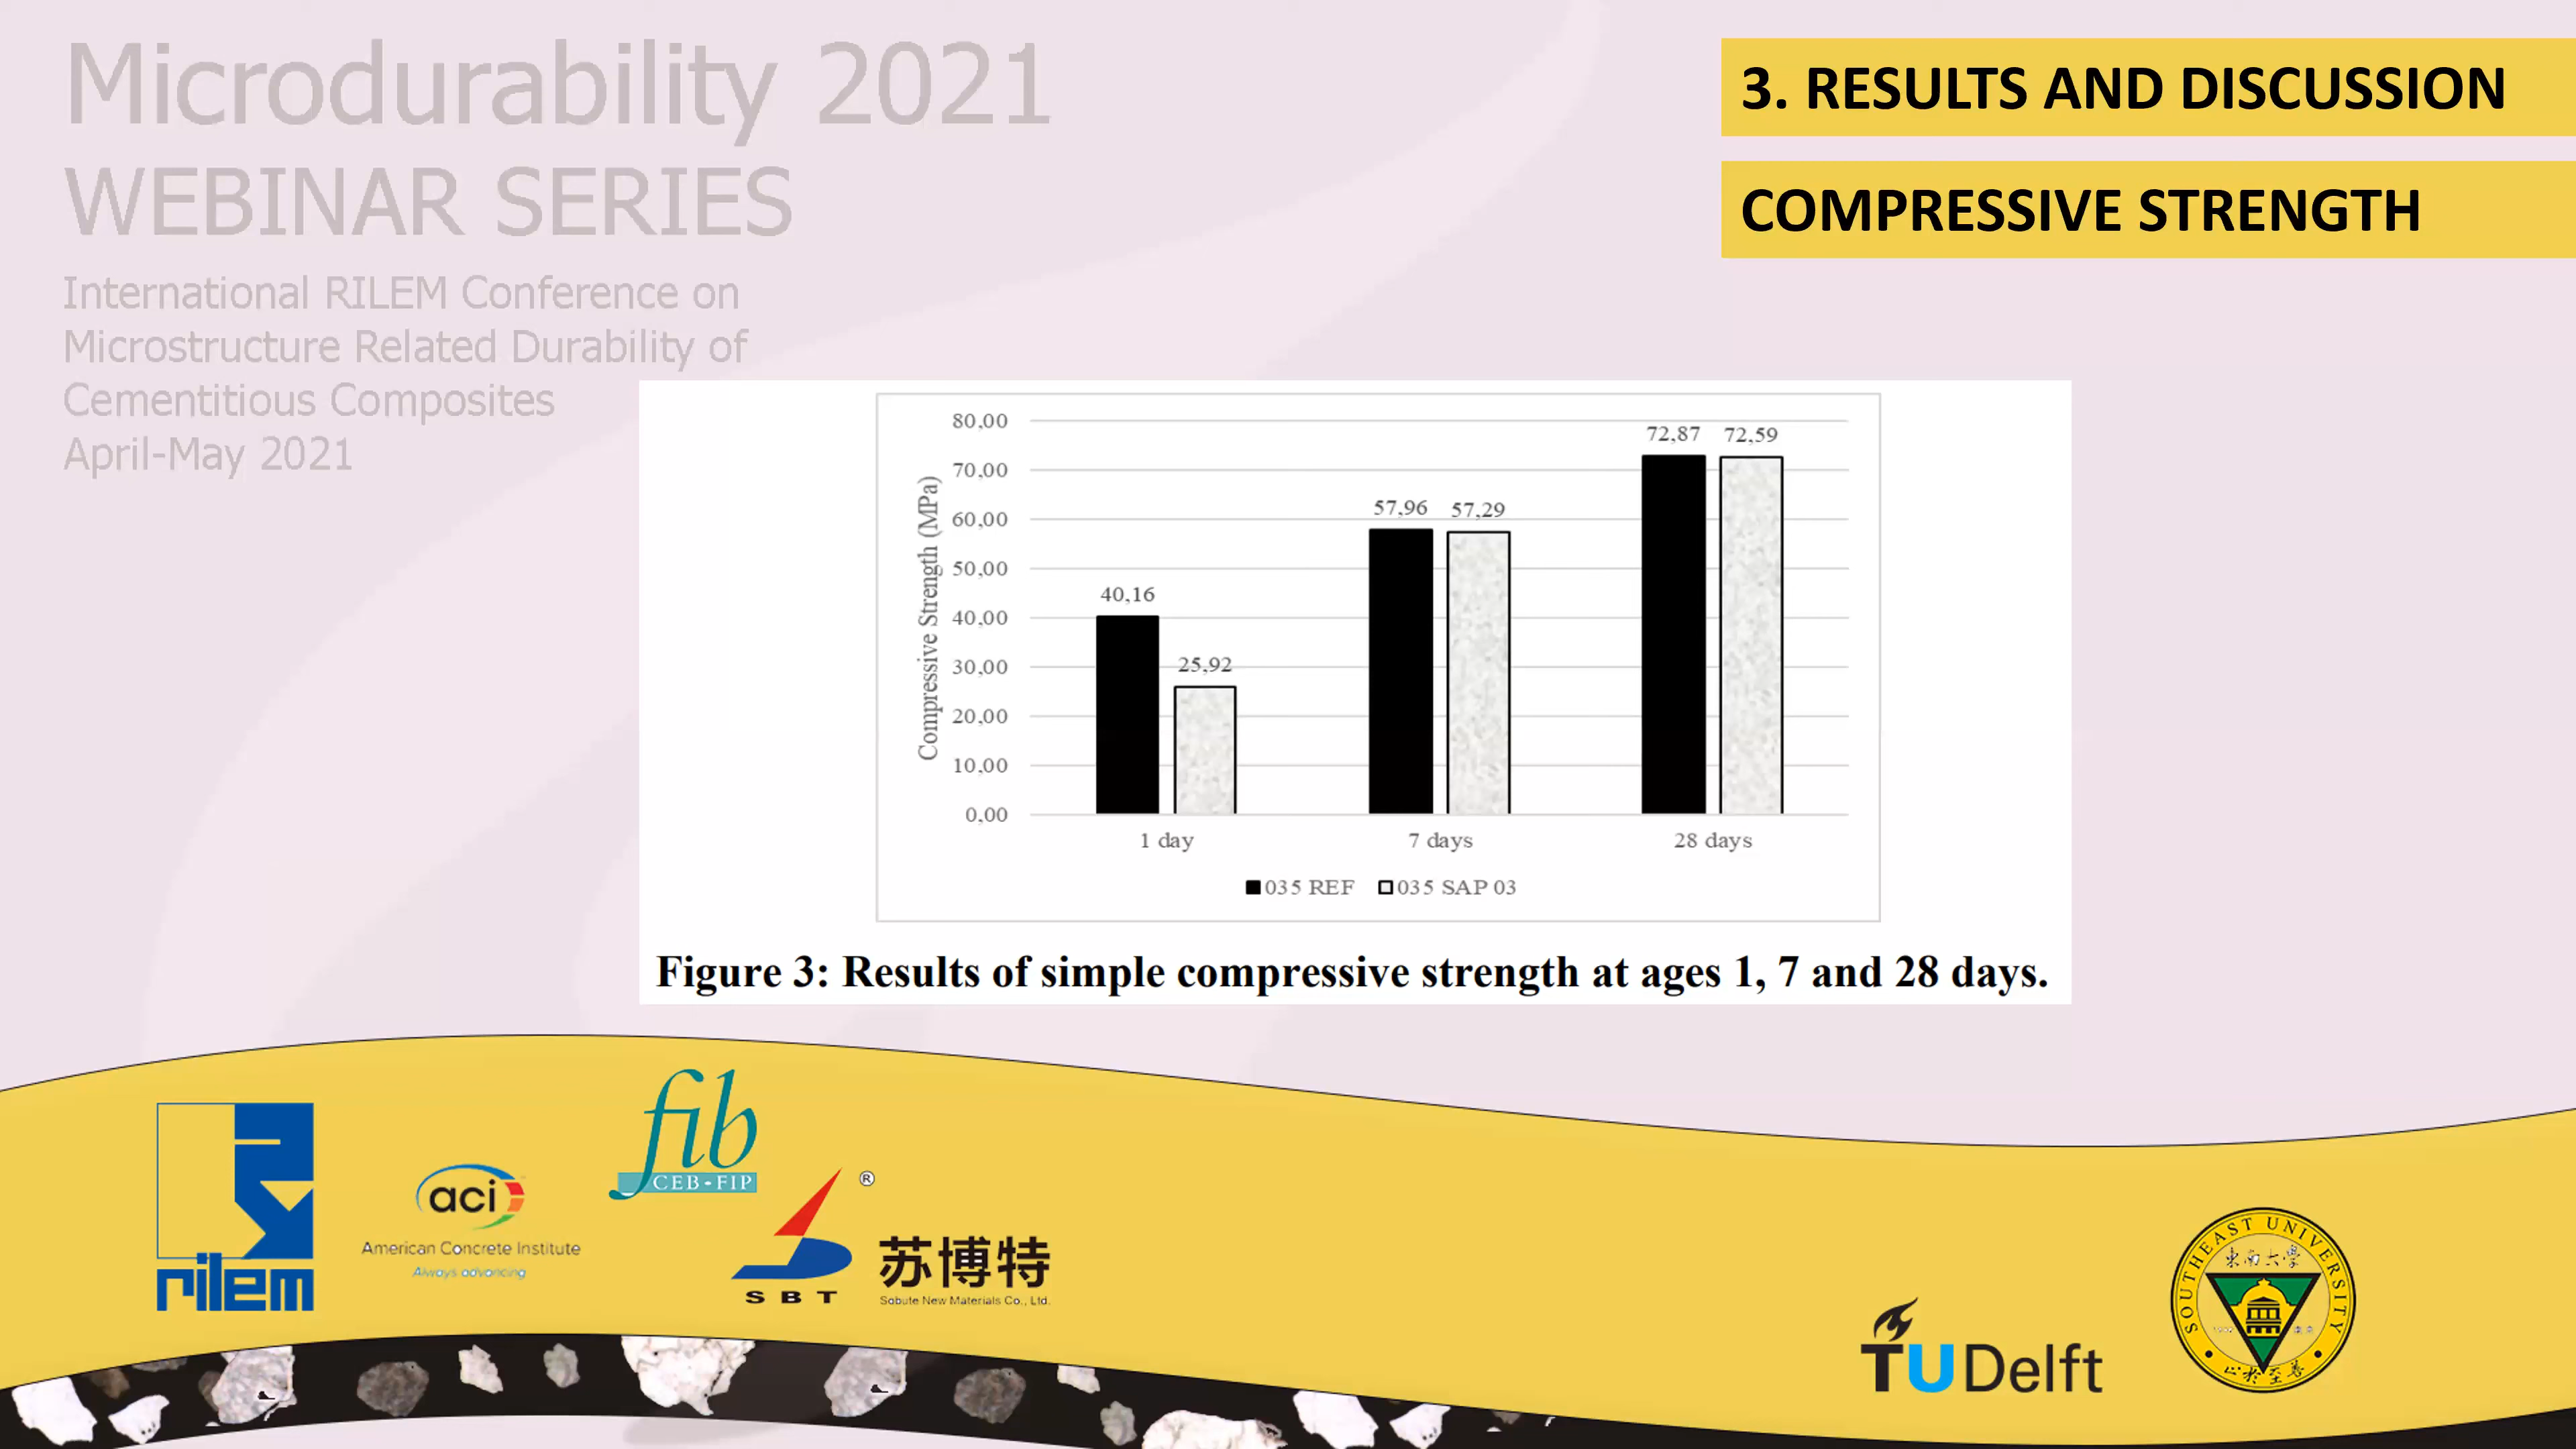 Microdurability 2021
WEBINAR SERIES
International RILEM Conference on
Microstructure Related Durability of
Cementitious Composites
April-May 2021
3. RESULTS AND DISCUSSION
COMPRESSIVE STRENGTH
Compressive Strength (MPa)
80,00
70,00
60,00
50,00
40,00
30,00
20,00
10,00
0,00
40,16
25,92
57,96
57,29
72,87
72,59
1 day
7 days
28 days
035 REF
035 SAP 03
Figure 3: Results of simple compressive strength at ages 1, 7 and 28 days.
rilem
aci
American Concrete Institute
Always advancing
fib
CEB-FIP
®
SBT
苏博特
Sobute New Materials Co., Ltd.
TU Delft
SOUTHEAST UNIVERSITY
東南大學